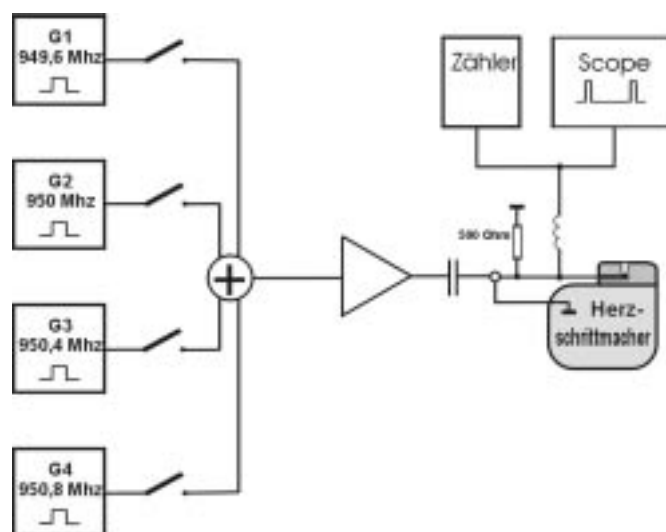 G1
949,6 Mhz
G2
950 Mhz
G3
950,4 Mhz
G4
950,8 Mhz
Zähler
Scope
500 Ohm
Herz-
schrittmacher